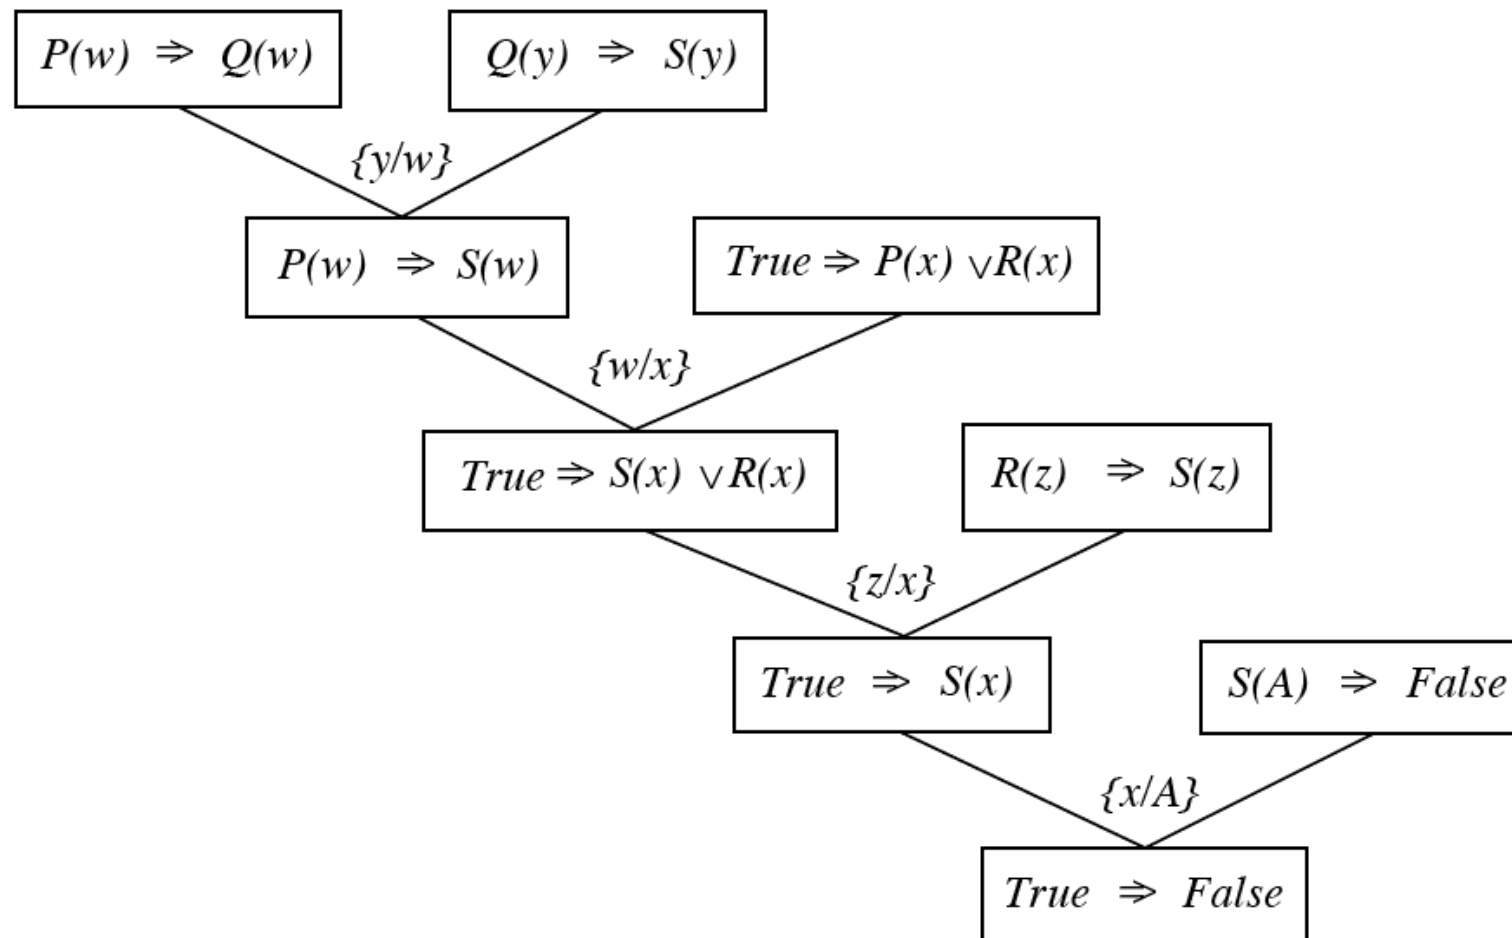 P(w) ⇒ Q(w)
Q(y) ⇒ S(y)
{y/w}
P(w) ⇒ S(w)
True ⇒ P(x) ∨R(x)
{w/x}
True ⇒ S(x) ∨R(x)
R(z) ⇒ S(z)
{z/x}
True ⇒ S(x)
S(A) ⇒ False
{x/A}
True ⇒ False